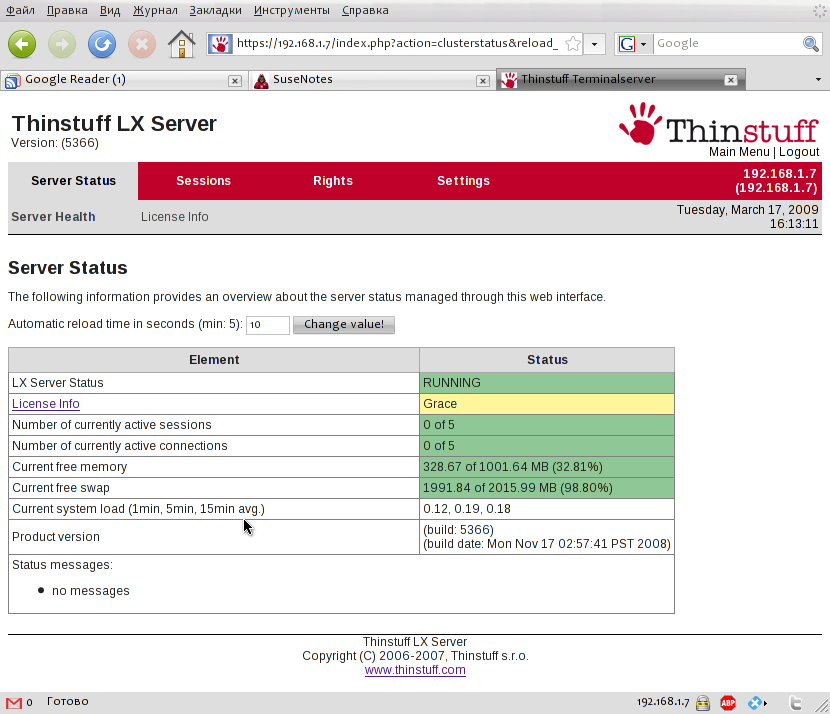 Файл Правка Вид Журнал Закладки Инструменты Справка
https://192.168.1.7/index.php?action=clusterstatus&reload_
G Google
Google Reader (1) SuseNotes Thinstuff Terminalserver
Thinstuff LX Server
Version: (5366)
Thinstuff
Main Menu | Logout
Server Status Sessions Rights Settings 192.168.1.7
(192.168.1.7)
Server Health License Info Tuesday, March 17, 2009
16:13:11
Server Status
The following information provides an overview about the server status managed through this web interface.
Automatic reload time in seconds (min: 5): 10 Change value!
Element Status
LX Server Status RUNNING
License Info Grace
Number of currently active sessions 0 of 5
Number of currently active connections 0 of 5
Current free memory 328.67 of 1001.64 MB (32.81%)
Current free swap 1991.84 of 2015.99 MB (98.80%)
Current system load (1min, 5min, 15min avg.) 0.12, 0.19, 0.18
Product version (build: 5366)
(build date: Mon Nov 17 02:57:41 PST 2008)
Status messages:
• no messages
Thinstuff LX Server
Copyright (C) 2006-2007, Thinstuff s.r.o.
www.thinstuff.com
0 Готово 192.168.1.7 ABP